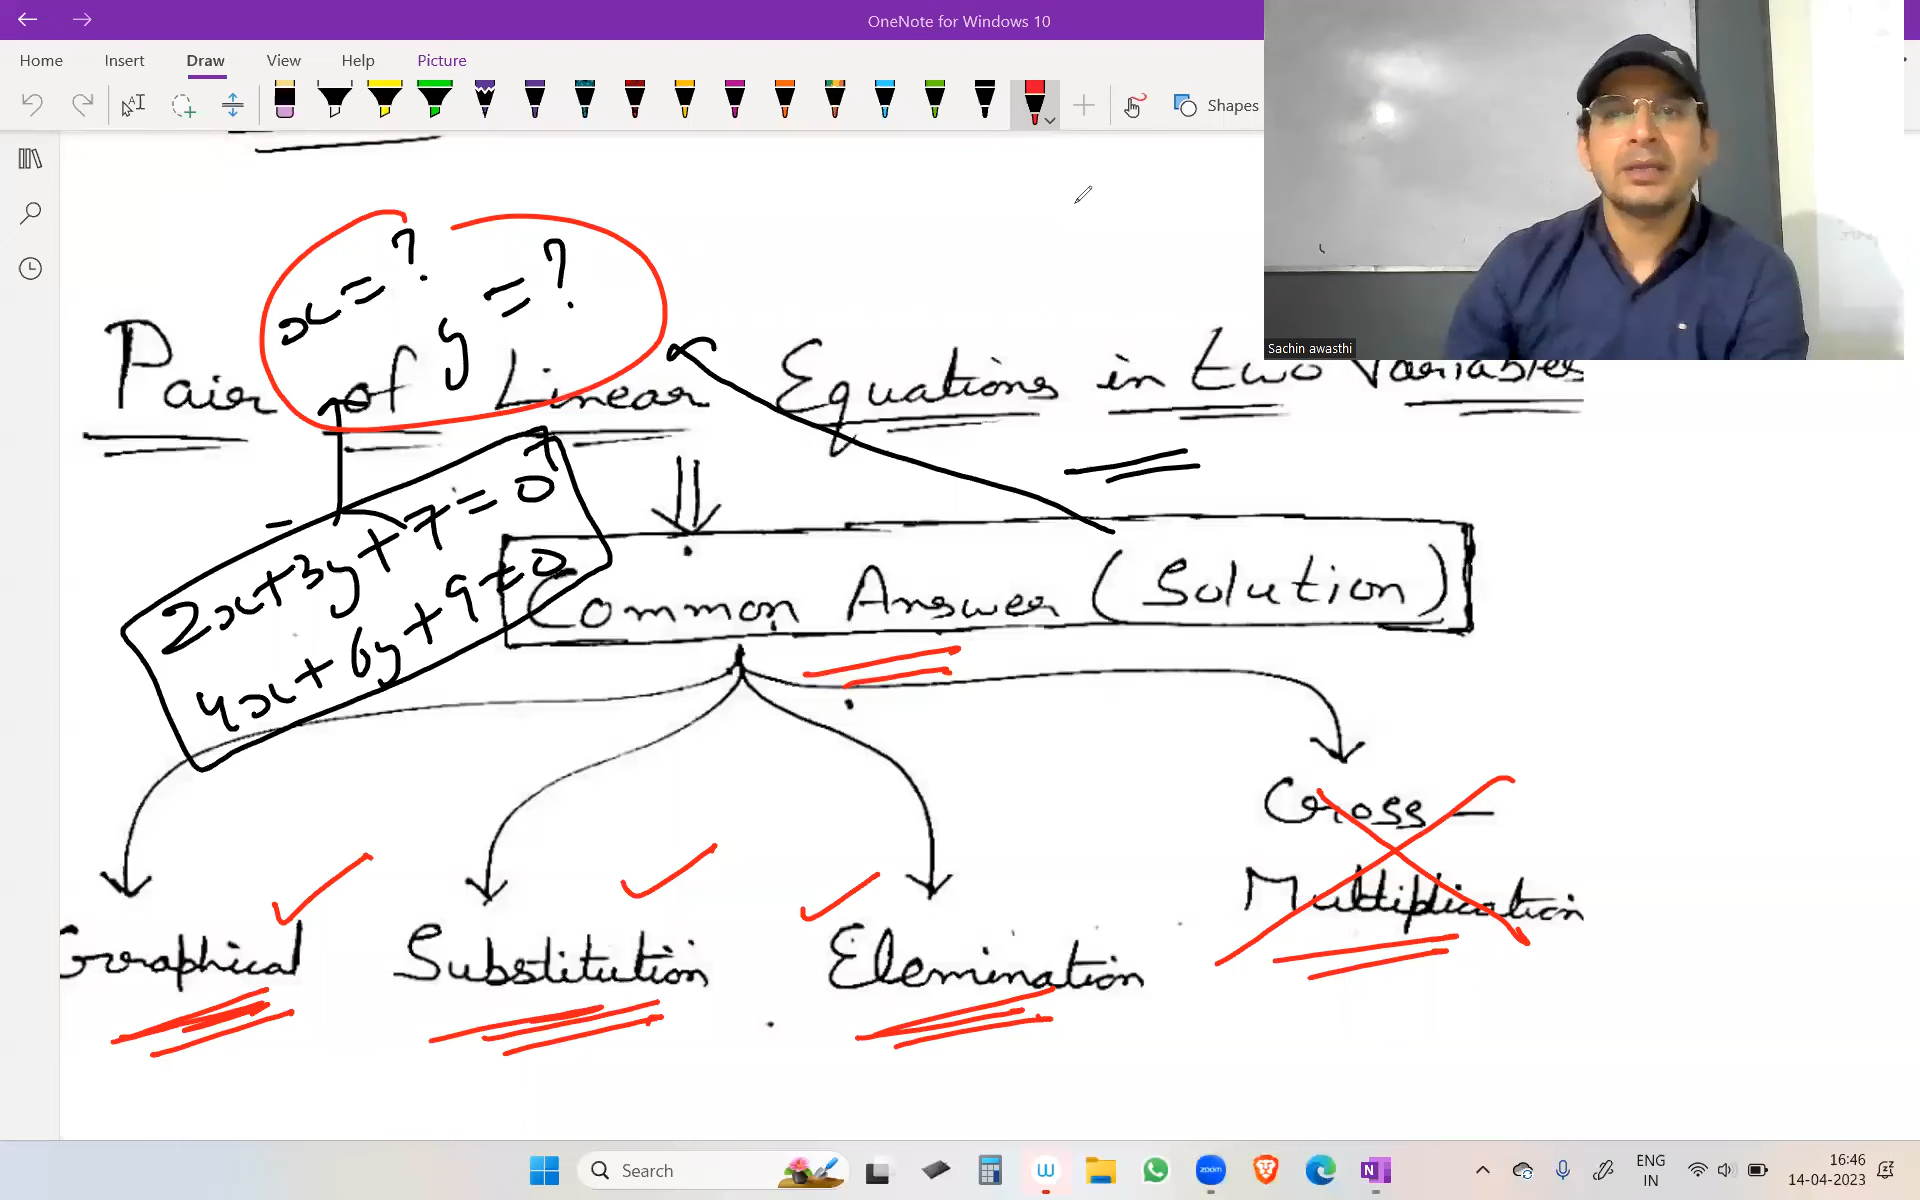 OneNote for Windows 10
Home Insert Draw View Help Picture
Shapes
Sachin awasthi
x = ? y = ?
Pair of Linear Equations in two Variables
2x+3y+7=0
4x+6y+9=0
Common Answer (Solution)
Cross -
Multiplication
Graphical Substitution Elemination
Search
zoom
ENG
IN
16:46
14-04-2023